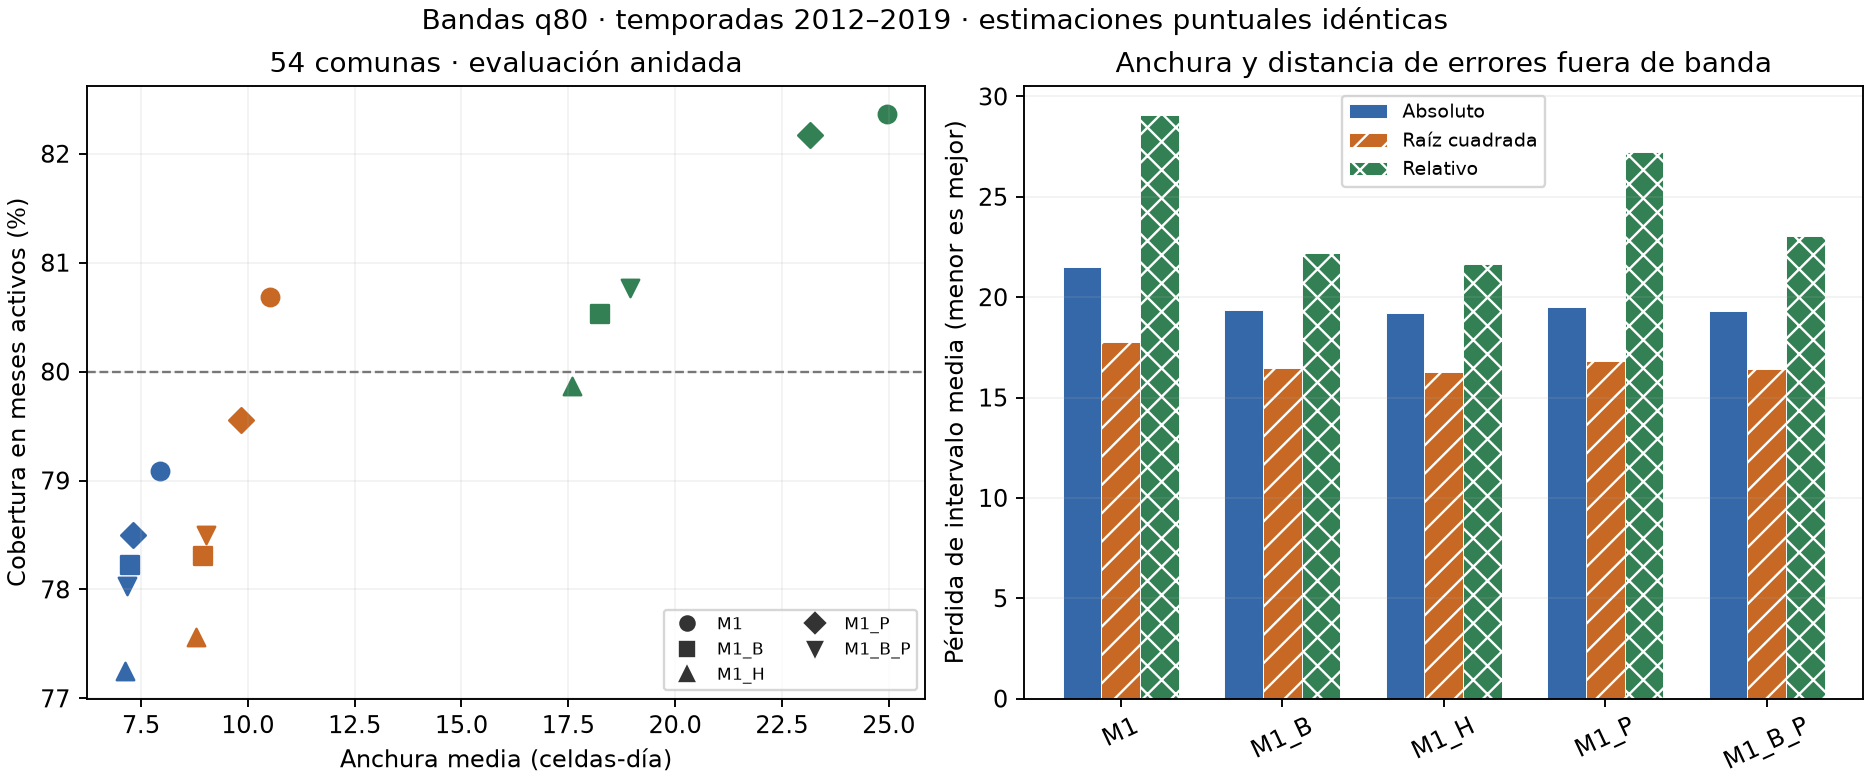 Bandas q80 · temporadas 2012–2019 · estimaciones puntuales idénticas
54 comunas · evaluación anidada
Cobertura en meses activos (%)
82
81
80
79
78
77
7.5
10.0
12.5
15.0
17.5
20.0
22.5
25.0
Anchura media (celdas-día)
M1
M1_B
M1_H
M1_P
M1_B_P
Anchura y distancia de errores fuera de banda
Pérdida de intervalo media (menor es mejor)
30
25
20
15
10
5
0
Absoluto
Raíz cuadrada
Relativo
M1
M1_B
M1_H
M1_P
M1_B_P